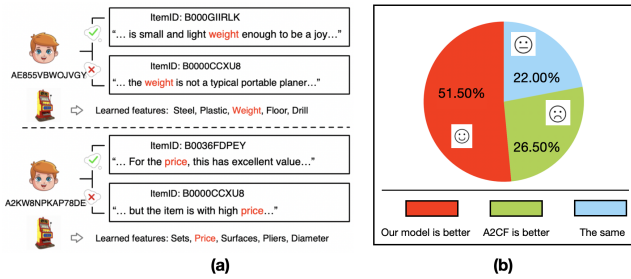 ItemID: B000GIIRLK
“... is small and light weight enough to be a joy...”
AE855VBWOJVGY
ItemID: B0000CCXU8
“... the weight is not a typical portable planer...”
Learned features: Steel, Plastic, Weight, Floor, Drill
ItemID: B0036FDPEY
“... For the price, this has excellent value...”
A2KW8NPKAP78DE
ItemID: B0000CCXU8
“... but the item is with high price...”
Learned features: Sets, Price, Surfaces, Pliers, Diameter
(a)
51.50%
22.00%
26.50%
Our model is better
A2CF is better
The same
(b)